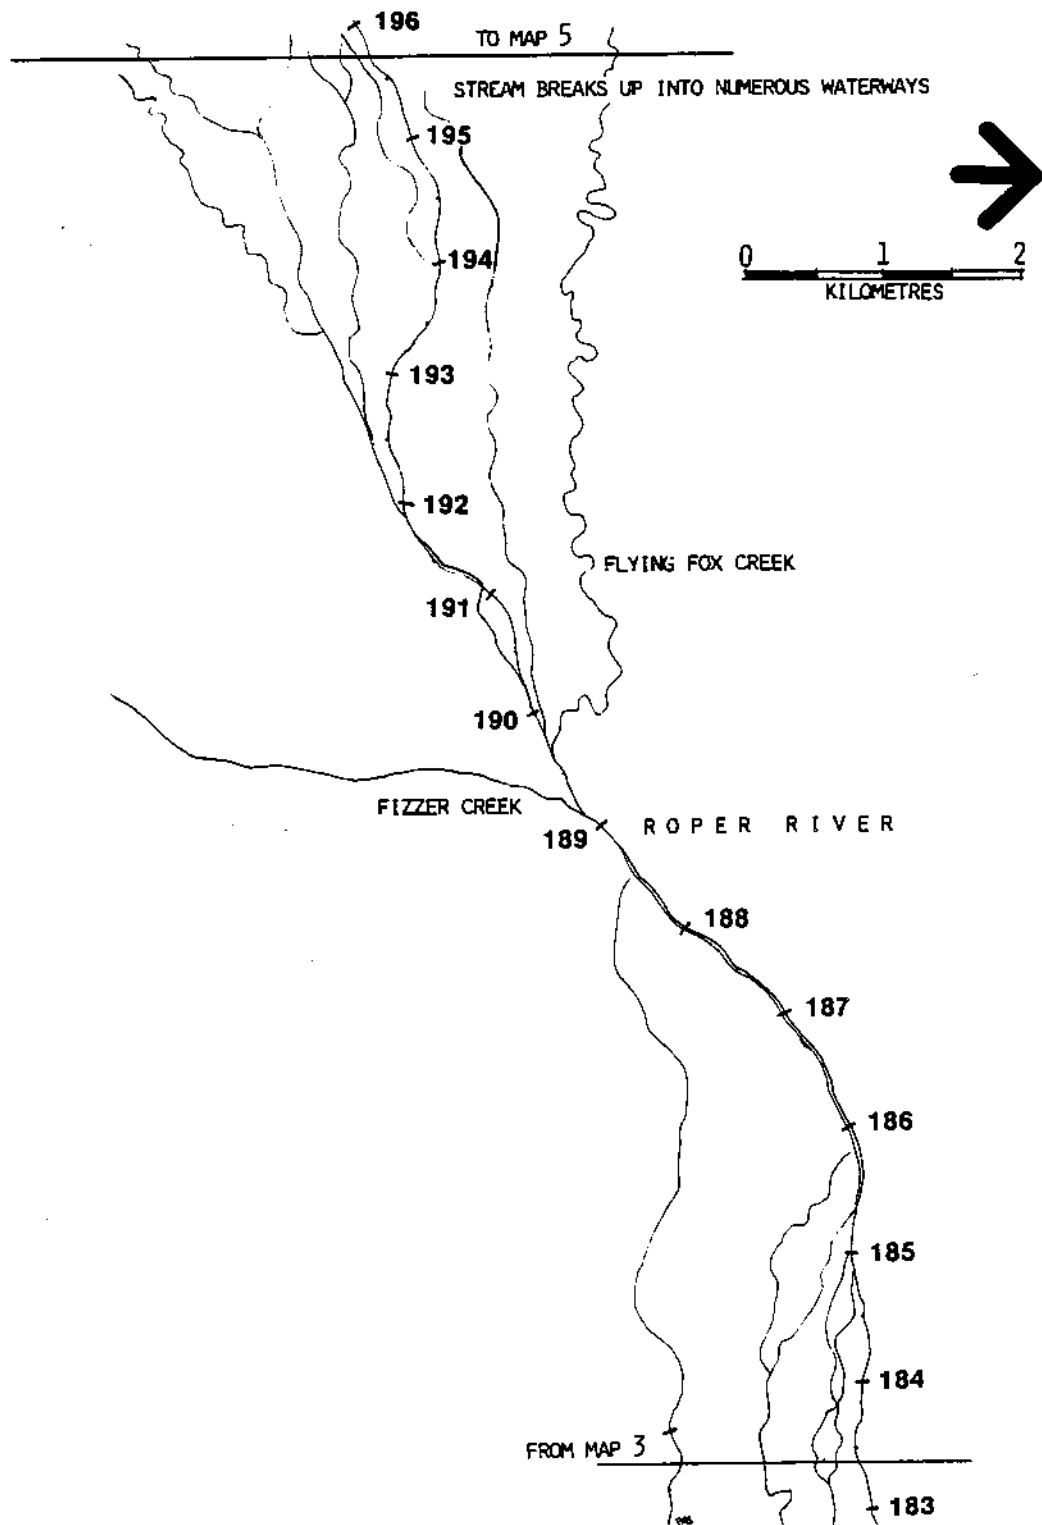 196
TO MAP 5
STREAM BREAKS UP INTO NUMEROUS WATERWAYS
195
194
0 1 2
KILOMETRES
193
192
FLYING FOX CREEK
191
190
FIZZER CREEK
189
ROPER RIVER
188
187
186
185
184
FROM MAP 3
183